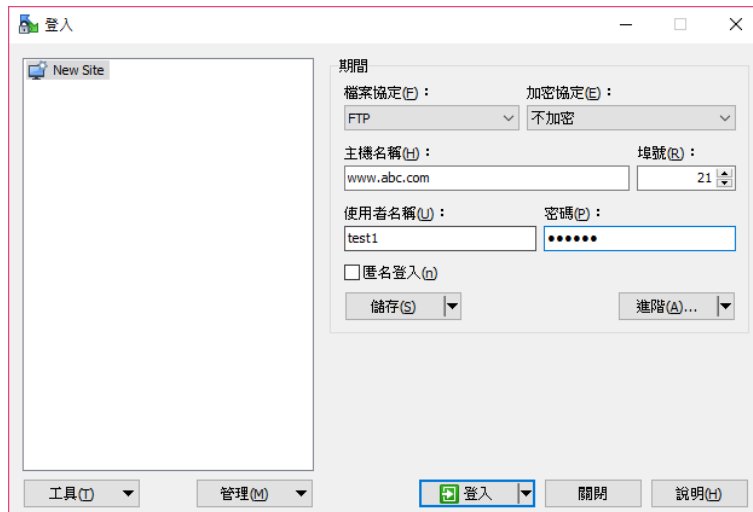 登入
New Site
期間
檔案協定(F)： 加密協定(E)：
FTP 不加密
主機名稱(H)： 埠號(R)：
www.abc.com 21
使用者名稱(U)： 密碼(P)：
test1 ●●●●●●
匿名登入(n)
儲存(S) 進階(A)...
工具(T) 管理(M) 登入 關閉 說明(H)